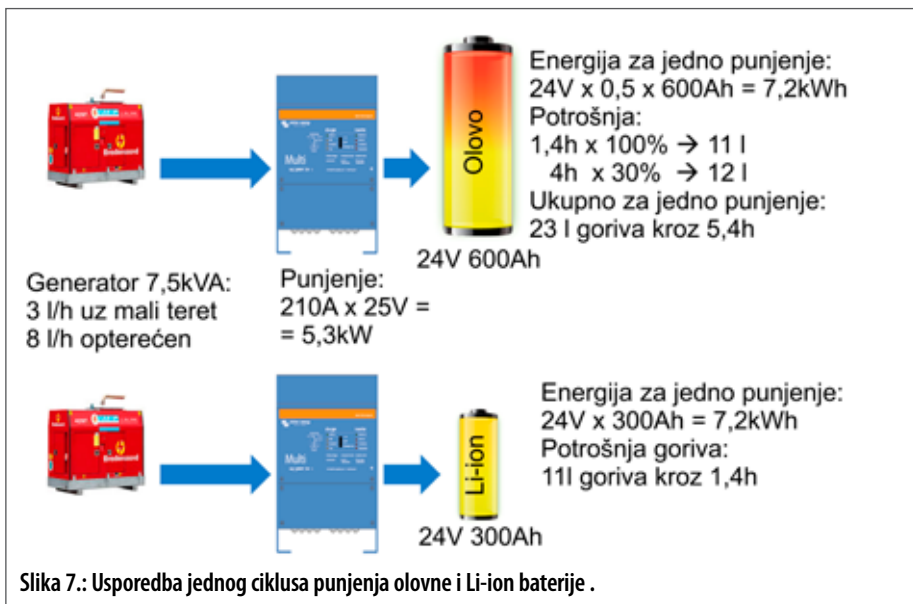 Energija za jedno punjenje:
24V x 0,5 x 600Ah = 7,2kWh
Potrošnja:
1,4h x 100% → 11 l
4h x 30% → 12 l
Ukupno za jedno punjenje:
23 l goriva kroz 5,4h
Olovo
24V 600Ah
Multi
Generator 7,5kVA:
3 l/h uz mali teret
8 l/h opterećen
Punjenje:
210A x 25V =
= 5,3kW
Energija za jedno punjenje:
24V x 300Ah = 7,2kWh
Potrošnja goriva:
11l goriva kroz 1,4h
Multi
Li-ion
24V 300Ah
Slika 7.: Usporedba jednog ciklusa punjenja olovne i Li-ion baterije .